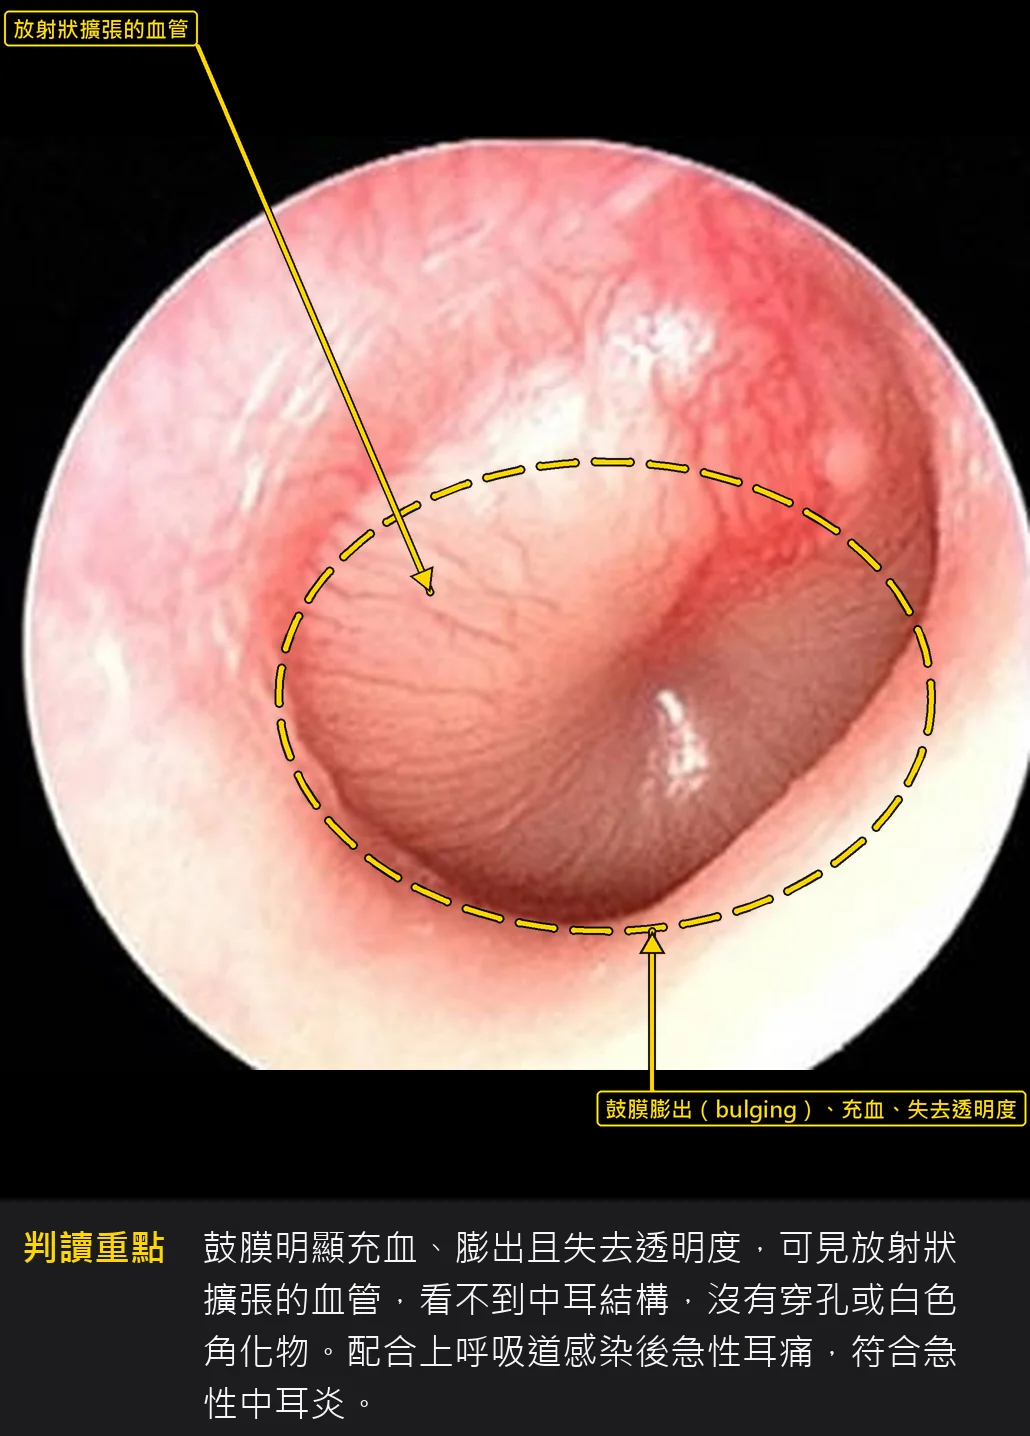 放射狀擴張的血管
鼓膜膨出（bulging）、充血、失去透明度
判讀重點
鼓膜明顯充血、膨出且失去透明度，可見放射狀
擴張的血管，看不到中耳結構，沒有穿孔或白色
角化物。配合上呼吸道感染後急性耳痛，符合急
性中耳炎。